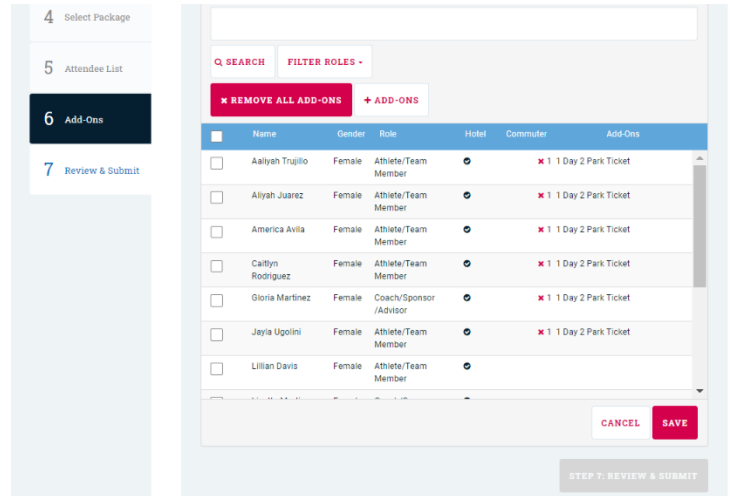 4 Select Package
5 Attendee List
6 Add-Ons
7 Review & Submit
SEARCH FILTER ROLES
✖ REMOVE ALL ADD-ONS + ADD-ONS
Name Gender Role Hotel Commuter Add-Ons
Aaliyah Trujillo Female Athlete/Team ✖ 1 1 Day 2 Park Ticket
Member
Aliyah Juarez Female Athlete/Team ✖ 1 1 Day 2 Park Ticket
Member
America Avila Female Athlete/Team ✖ 1 1 Day 2 Park Ticket
Member
Caitlyn Female Athlete/Team ✖ 1 1 Day 2 Park Ticket
Rodriguez Member
Gloria Martinez Female Coach/Sponsor ✖ 1 1 Day 2 Park Ticket
/Advisor
Jayla Ugolini Female Athlete/Team ✖ 1 1 Day 2 Park Ticket
Member
Lillian Davis Female Athlete/Team
Member
CANCEL SAVE
STEP 7: REVIEW & SUBMIT